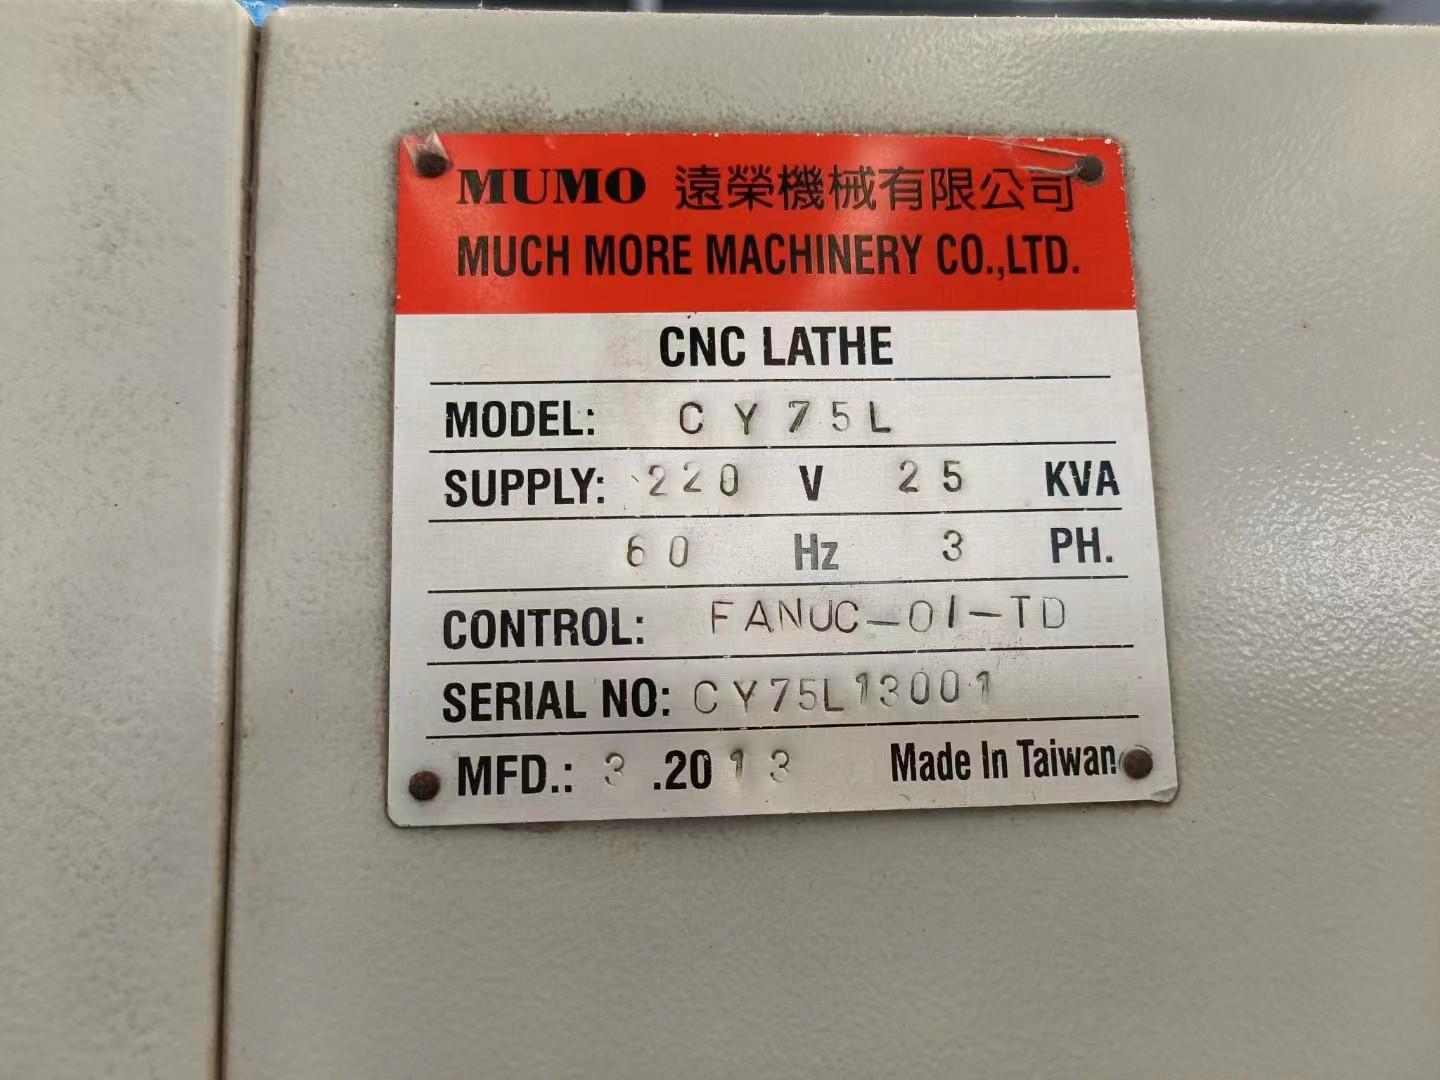 MUMO 遠榮機械有限公司
MUCH MORE MACHINERY CO.,LTD.
CNC LATHE
MODEL: CY75L
SUPPLY: 220 V 25 KVA
60 Hz 3 PH.
CONTROL: FANUC-0I-TD
SERIAL NO: CY75L13001
MFD.: 3 .2013 Made In Taiwan